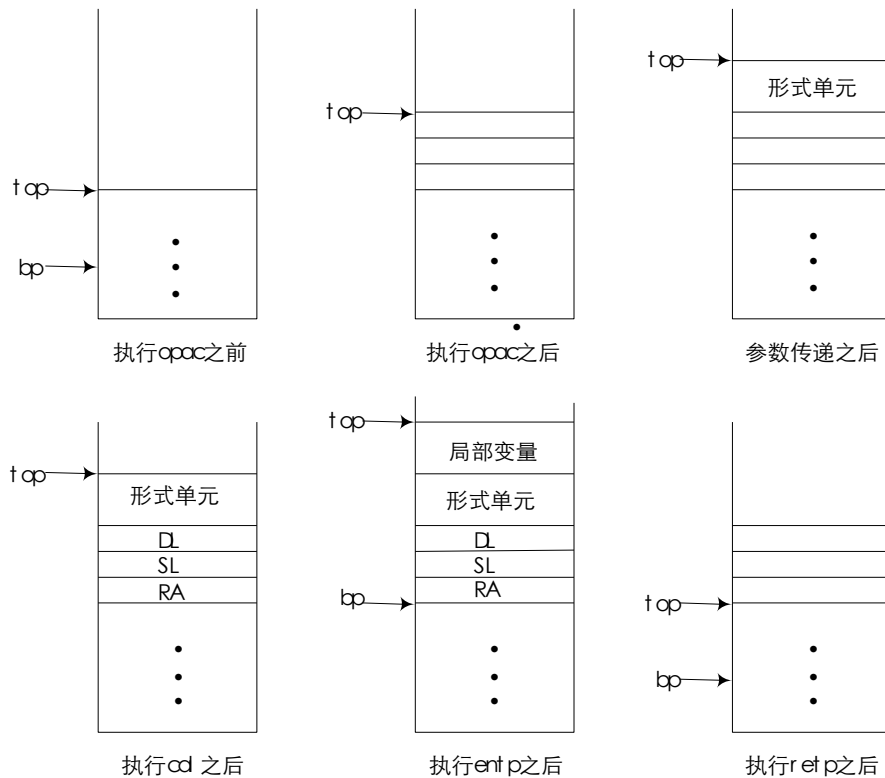 top
形式单元
top
top
bp
执行opac之前
执行opac之后
参数传递之后
top
局部变量
top
形式单元
形式单元
DL
DL
SL
SL
RA
RA
bp
top
bp
执行cal 之后
执行entp之后
执行retp之后